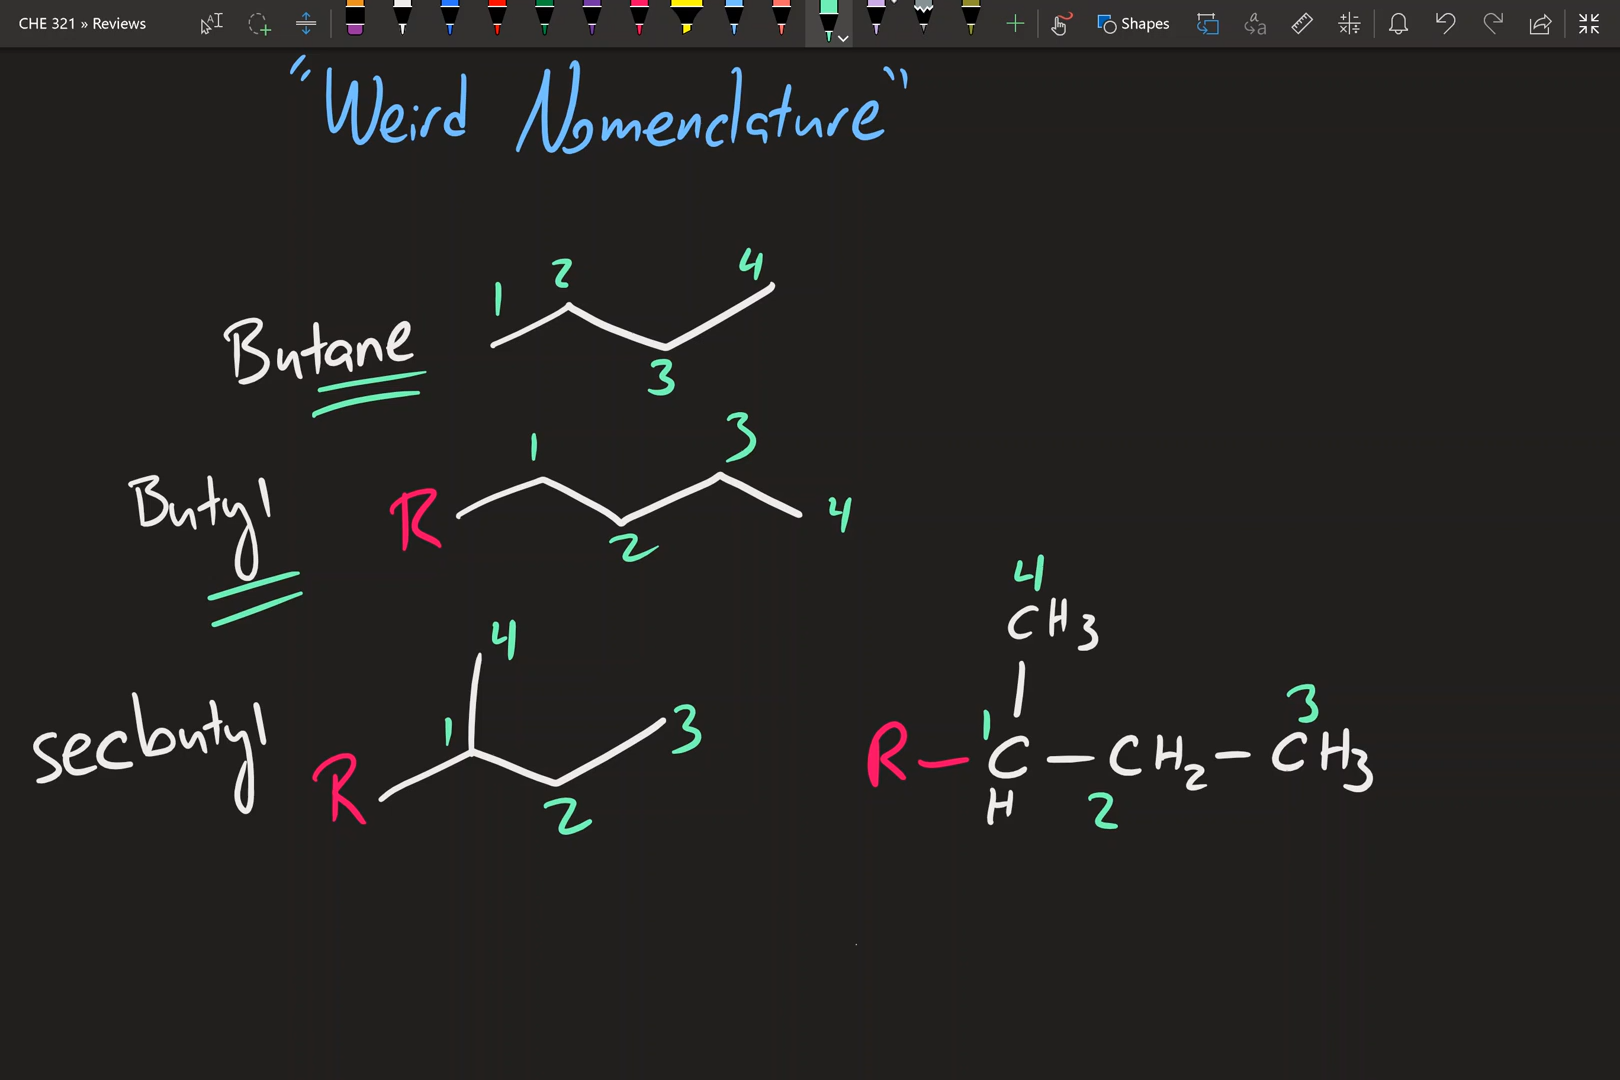 CHE 321 » Reviews
Shapes
"Weird Nomenclature"
1 2 3 4
Butane
1 2 3 4
Butyl R
4
secbutyl R 1 2 3
4
CH3
R - 1 C - CH2 - CH3 3
H 2